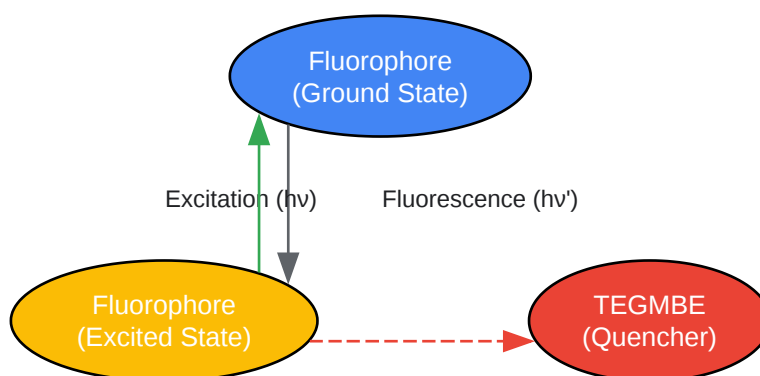 Fluorophore
(Ground State)
Excitation (hν)
Fluorescence (hν')
Fluorophore
(Excited State)
TEGMBE
(Quencher)